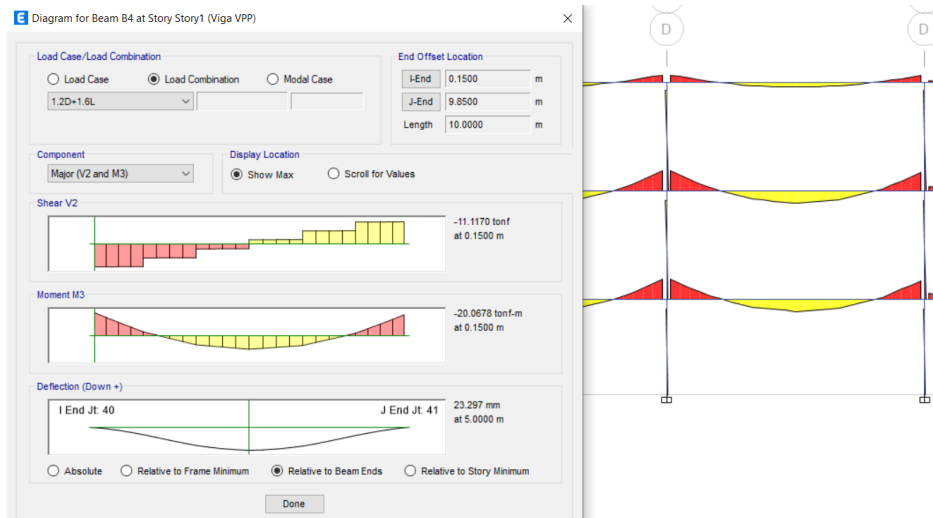 E Diagram for Beam B4 at Story Story1 (Viga VPP)
Load Case/Load Combination
Load Case Load Combination Modal Case
1.2D+1.6L
End Offset Location
I-End 0.1500 m
J-End 9.8500 m
Length 10.0000 m
Component
Major (V2 and M3)
Display Location
Show Max Scroll for Values
Shear V2
-11.1170 tonf
at 0.1500 m
Moment M3
-20.0678 tonf-m
at 0.1500 m
Deflection (Down +)
I End Jt: 40 J End Jt: 41
23.297 mm
at 5.0000 m
Absolute Relative to Frame Minimum Relative to Beam Ends Relative to Story Minimum
Done
D D